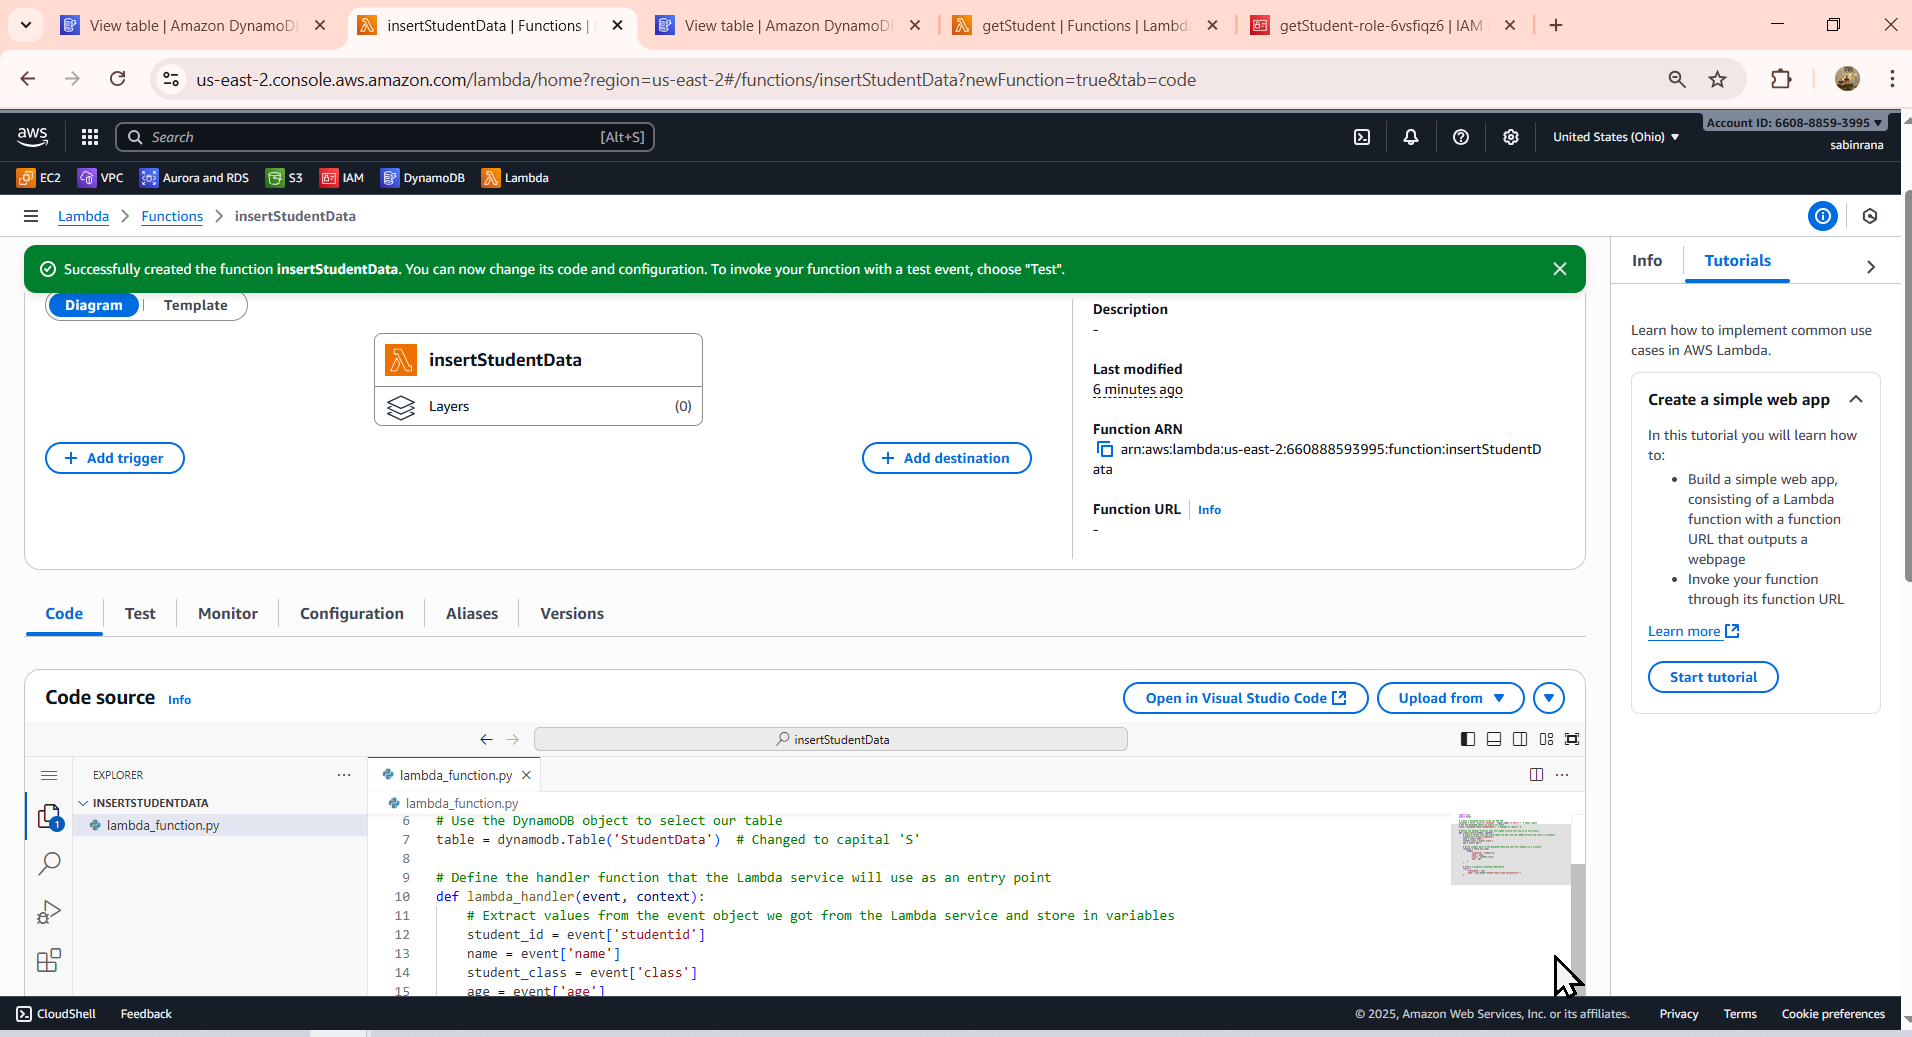 View table | Amazon DynamoDB
insertStudentData | Functions |
View table | Amazon DynamoDB
getStudent | Functions | Lambda
getStudent-role-6vsfiqz6 | IAM
us-east-2.console.aws.amazon.com/lambda/home?region=us-east-2#/functions/insertStudentData?newFunction=true&tab=code
aws
Search
[Alt+S]
United States (Ohio)
Account ID: 6608-8859-3995
sabinrana
EC2
VPC
Aurora and RDS
S3
IAM
DynamoDB
Lambda
Lambda
Functions
insertStudentData
Successfully created the function insertStudentData. You can now change its code and configuration. To invoke your function with a test event, choose "Test".
Diagram
Template
insertStudentData
Layers
(0)
Add trigger
Add destination
Description
-
Last modified
6 minutes ago
Function ARN
arn:aws:lambda:us-east-2:660888593995:function:insertStudentD
ata
Function URL
Info
-
Info
Tutorials
Learn how to implement common use
cases in AWS Lambda.
Create a simple web app
In this tutorial you will learn how
to:
• Build a simple web app,
consisting of a Lambda
function with a function
URL that outputs a
webpage
• Invoke your function
through its function URL
Learn more
Start tutorial
Code
Test
Monitor
Configuration
Aliases
Versions
Code source
Info
Open in Visual Studio Code
Upload from
insertStudentData
EXPLORER
INSERTSTUDENTDATA
lambda_function.py
1
lambda_function.py
lambda_function.py
6 # Use the DynamoDB object to select our table
7 table = dynamodb.Table('StudentData')  # Changed to capital 'S'
8
9 # Define the handler function that the Lambda service will use as an entry point
10 def lambda_handler(event, context):
11 # Extract values from the event object we got from the Lambda service and store in variables
12 student_id = event['studentid']
13 name = event['name']
14 student_class = event['class']
15 age = event['age']
CloudShell
Feedback
© 2025, Amazon Web Services, Inc. or its affiliates.
Privacy
Terms
Cookie preferences